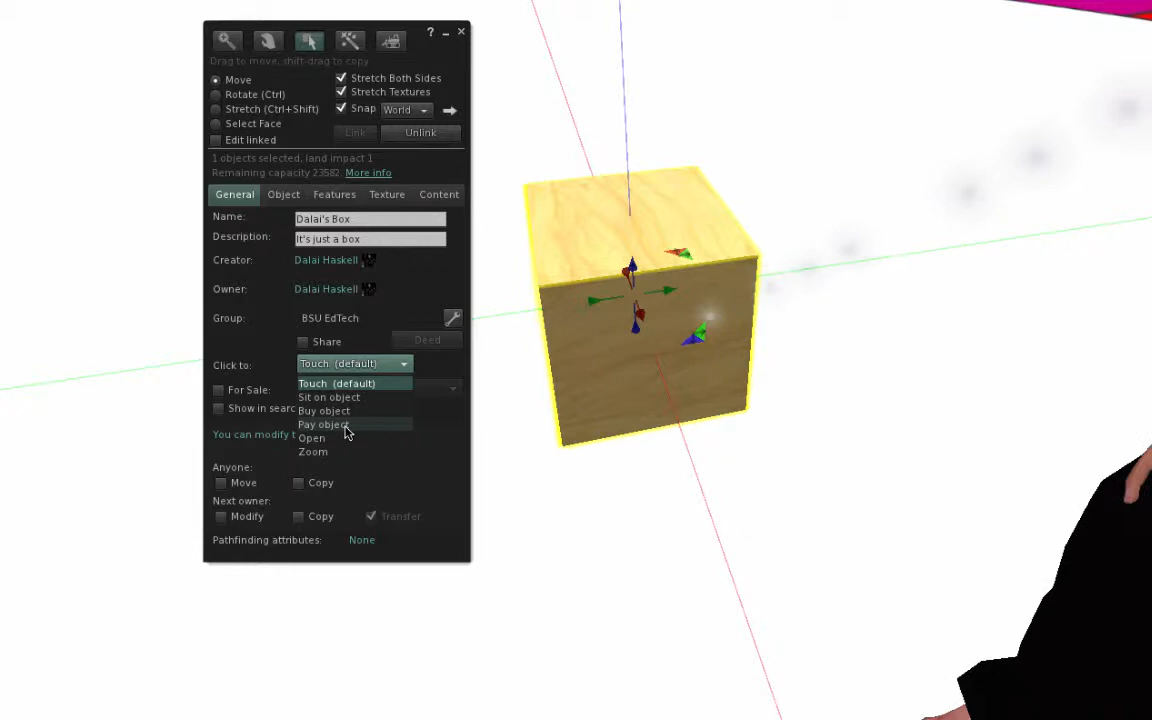 ? _ ×
Drag to move, shift-drag to copy
Move
Rotate (Ctrl)
Stretch (Ctrl+Shift)
Select Face
Edit linked
Stretch Both Sides
Stretch Textures
Snap World
Link Unlink
1 objects selected, land impact 1
Remaining capacity 23582 More info
General Object Features Texture Content
Name: Dalai's Box
Description: It's just a box
Creator: Dalai Haskell
Owner: Dalai Haskell
Group: BSU EdTech
Share Deed
Click to: Touch (default)
Touch (default)
Sit on object
Buy object
Pay object
Open
Zoom
For Sale:
Show in searc
You can modify t
Anyone:
Move Copy
Next owner:
Modify Copy Transfer
Pathfinding attributes: None